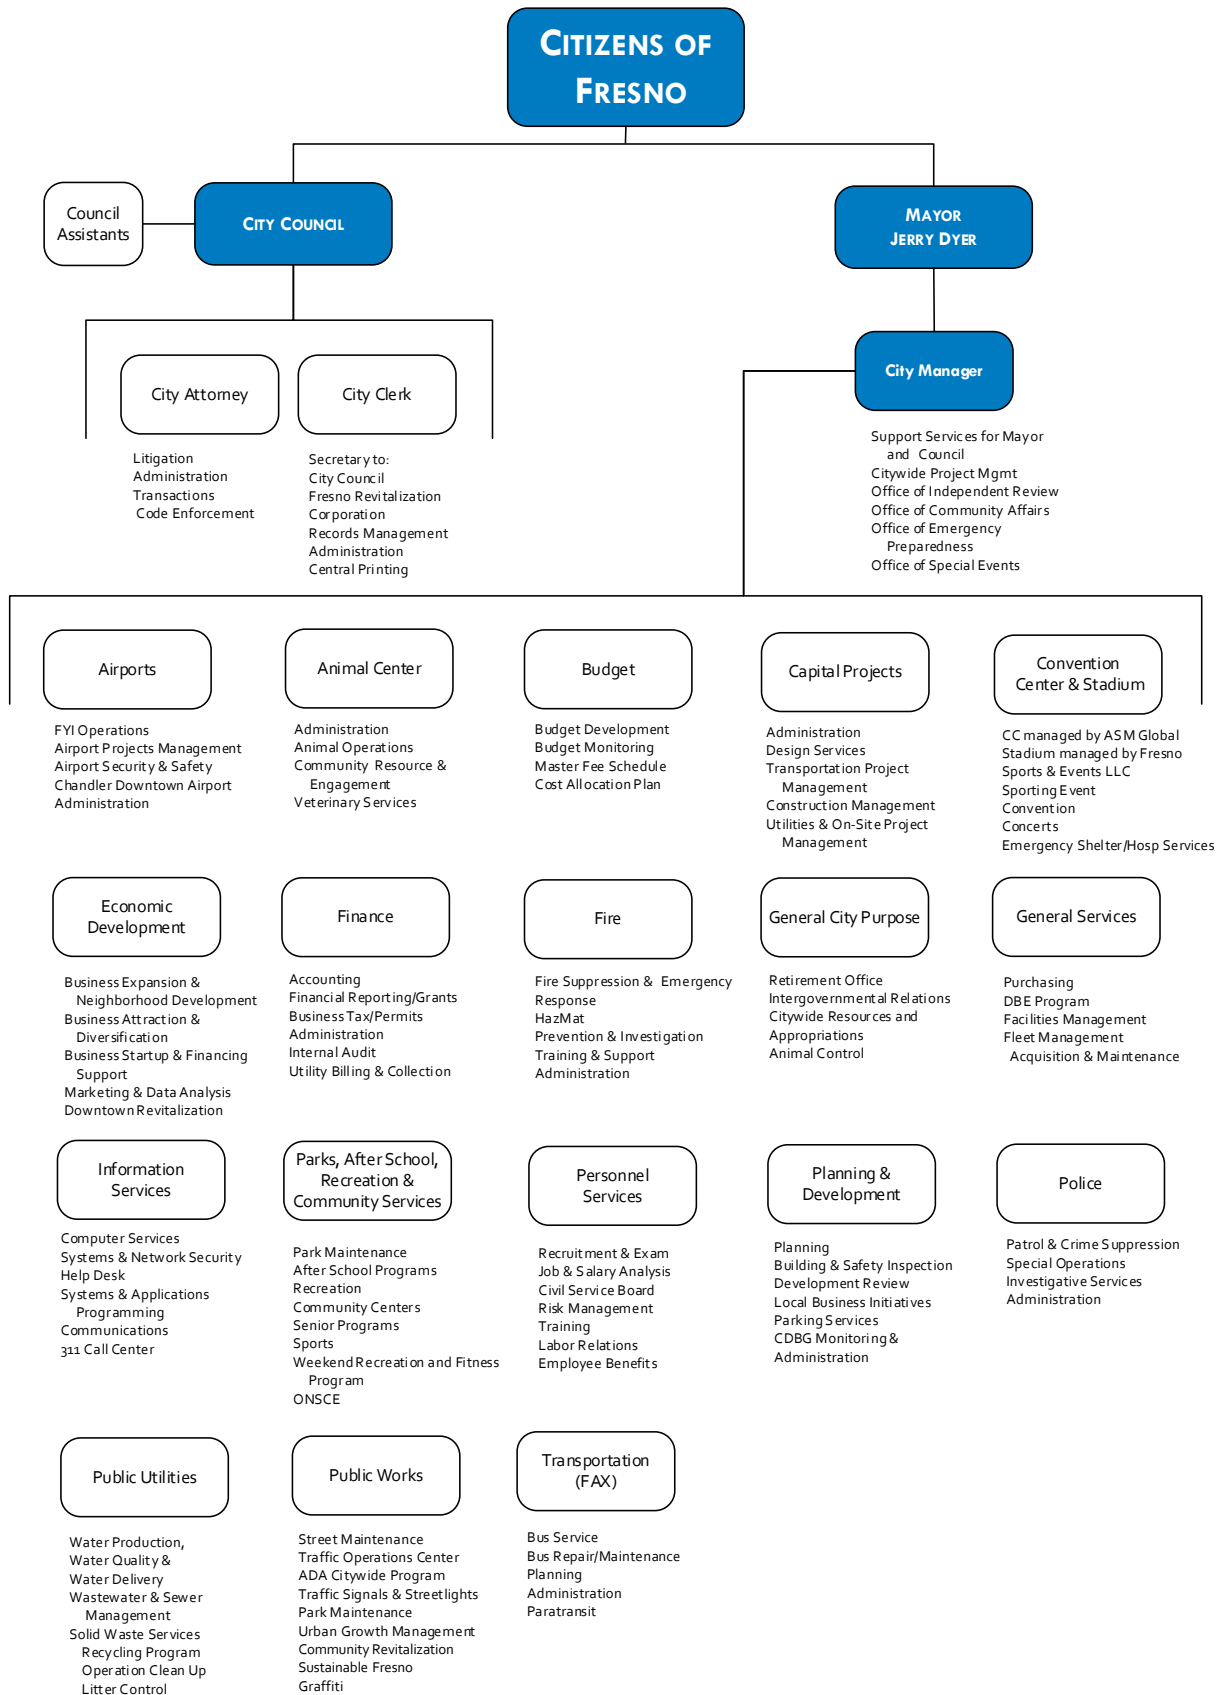 CITIZENS OF
FRESNO
Council
Assistants
CITY COUNCIL
MAYOR
JERRY DYER
City Manager
City Attorney
City Clerk
Litigation
Administration
Transactions
Code Enforcement
Secretary to:
City Council
Fresno Revitalization
Corporation
Records Management
Administration
Central Printing
Support Services for Mayor
and Council
Citywide Project Mgmt
Office of Independent Review
Office of Community Affairs
Office of Emergency
Preparedness
Office of Special Events
Airports
FYI Operations
Airport Projects Management
Airport Security & Safety
Chandler Downtown Airport
Administration
Animal Center
Administration
Animal Operations
Community Resource &
Engagement
Veterinary Services
Budget
Budget Development
Budget Monitoring
Master Fee Schedule
Cost Allocation Plan
Capital Projects
Administration
Design Services
Transportation Project
Management
Construction Management
Utilities & On-Site Project
Management
Convention
Center & Stadium
CC managed by ASM Global
Stadium managed by Fresno
Sports & Events LLC
Sporting Event
Convention
Concerts
Emergency Shelter/Hosp Services
Economic
Development
Business Expansion &
Neighborhood Development
Business Attraction &
Diversification
Business Startup & Financing
Support
Marketing & Data Analysis
Downtown Revitalization
Finance
Accounting
Financial Reporting/Grants
Business Tax/Permits
Administration
Internal Audit
Utility Billing & Collection
Fire
Fire Suppression & Emergency
Response
HazMat
Prevention & Investigation
Training & Support
Administration
General City Purpose
Retirement Office
Intergovernmental Relations
Citywide Resources and
Appropriations
Animal Control
General Services
Purchasing
DBE Program
Facilities Management
Fleet Management
Acquisition & Maintenance
Information
Services
Computer Services
Systems & Network Security
Help Desk
Systems & Applications
Programming
Communications
311 Call Center
Parks, After School,
Recreation &
Community Services
Park Maintenance
After School Programs
Recreation
Community Centers
Senior Programs
Sports
Weekend Recreation and Fitness
Program
ONSCE
Personnel
Services
Recruitment & Exam
Job & Salary Analysis
Civil Service Board
Risk Management
Training
Labor Relations
Employee Benefits
Planning &
Development
Planning
Building & Safety Inspection
Development Review
Local Business Initiatives
Parking Services
CDBG Monitoring &
Administration
Police
Patrol & Crime Suppression
Special Operations
Investigative Services
Administration
Public Utilities
Water Production,
Water Quality &
Water Delivery
Wastewater & Sewer
Management
Solid Waste Services
Recycling Program
Operation Clean Up
Litter Control
Public Works
Street Maintenance
Traffic Operations Center
ADA Citywide Program
Traffic Signals & Streetlights
Park Maintenance
Urban Growth Management
Community Revitalization
Sustainable Fresno
Graffiti
Transportation
(FAX)
Bus Service
Bus Repair/Maintenance
Planning
Administration
Paratransit